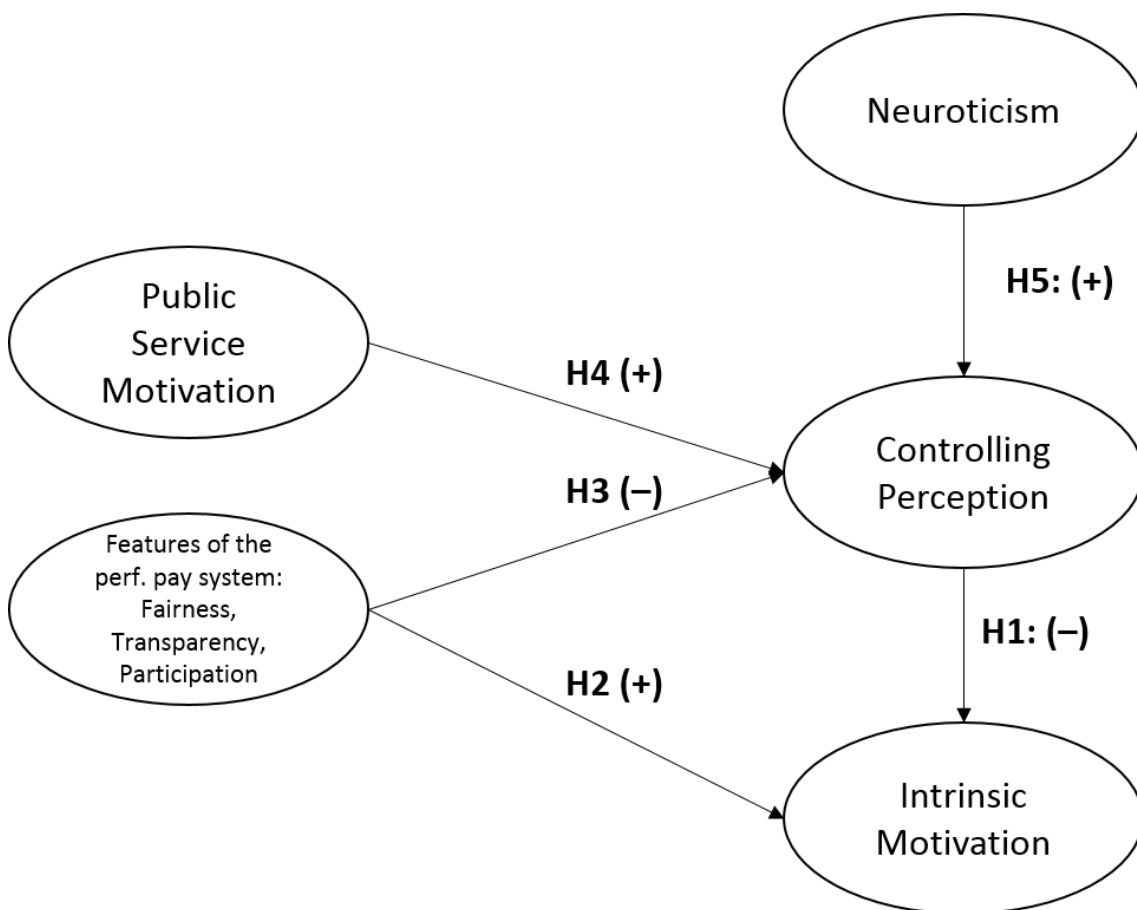 Neuroticism
H5: (+)
Public
Service
Motivation
H4 (+)
Controlling
Perception
H3 (–)
Features of the
perf. pay system:
Fairness,
Transparency,
Participation
H1: (–)
H2 (+)
Intrinsic
Motivation